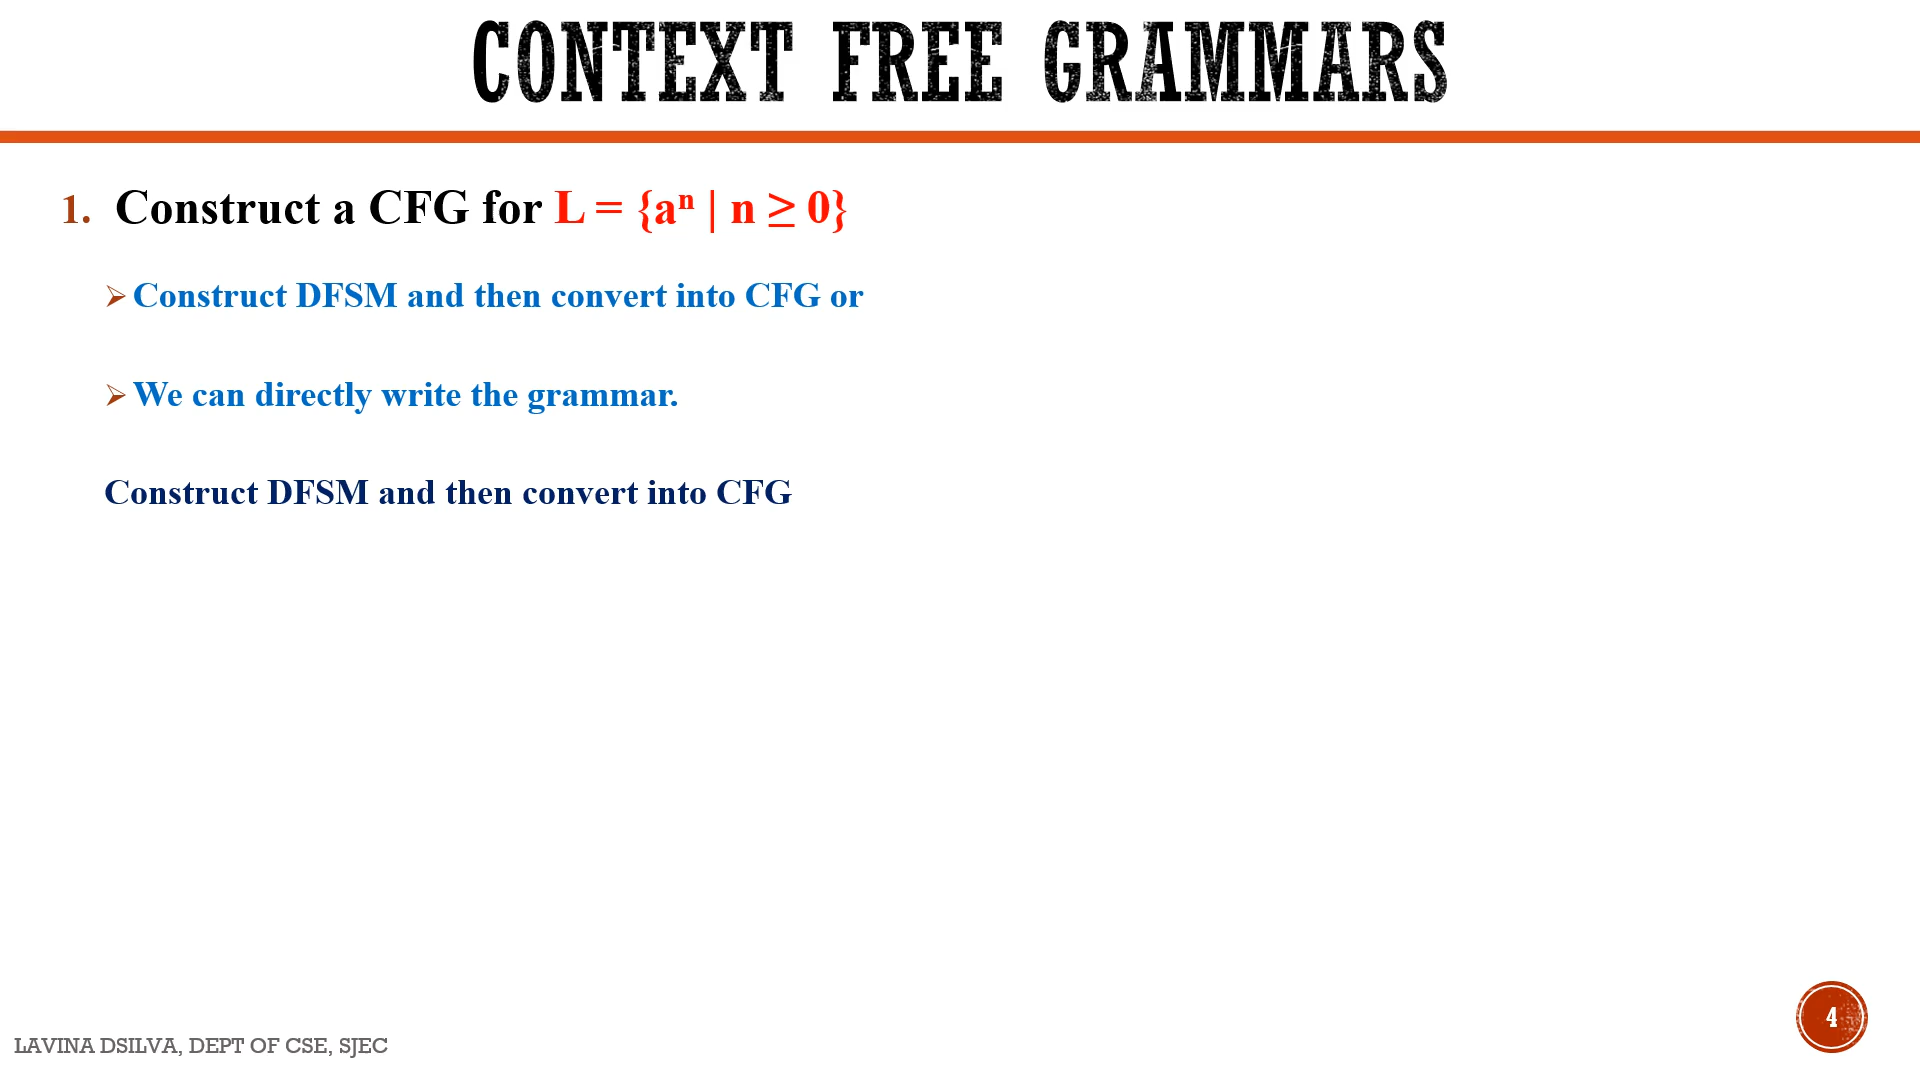 CONTEXT FREE GRAMMARS
1. Construct a CFG for L = {aⁿ | n ≥ 0}
➢ Construct DFSM and then convert into CFG or
➢ We can directly write the grammar.
Construct DFSM and then convert into CFG
4
LAVINA DSILVA, DEPT OF CSE, SJEC